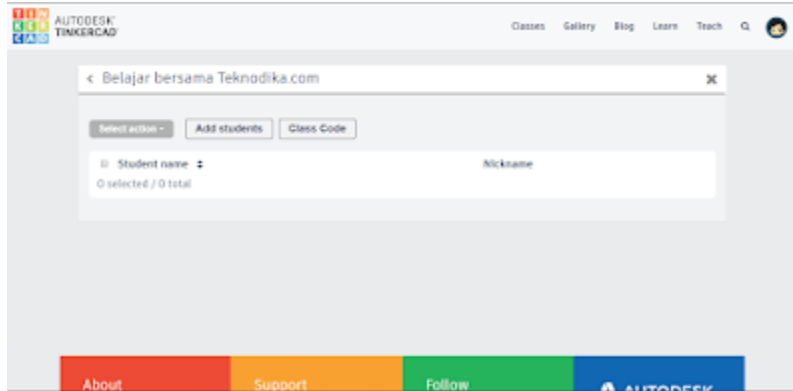 TIN
KER
CAD
AUTODESK
TINKERCAD
Classes Gallery Blog Learn Teach
< Belajar bersama Teknodika.com
Select action
Add students
Class Code
Student name
Nickname
0 selected / 0 total
About
Support
Follow
AUTODESK